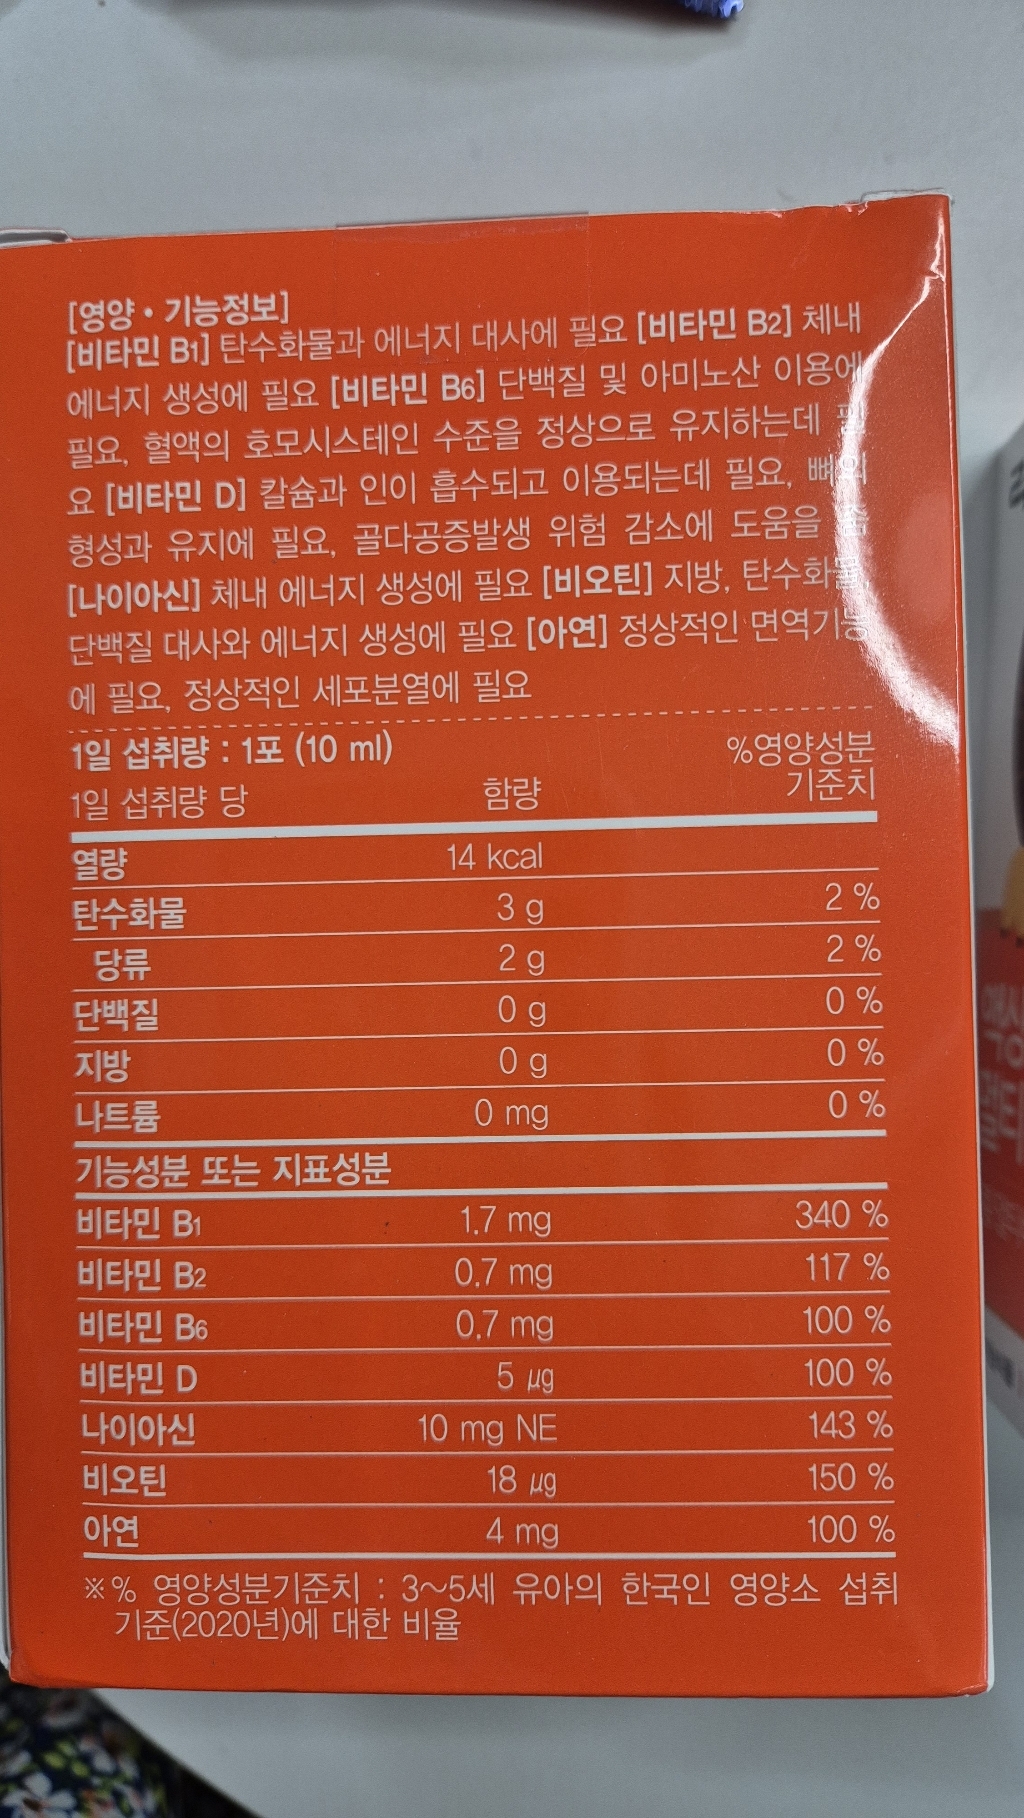 [영양・기능정보]
[비타민 B1] 탄수화물과 에너지 대사에 필요 [비타민 B2] 체내
에너지 생성에 필요 [비타민 B6] 단백질 및 아미노산 이용에
필요, 혈액의 호모시스테인 수준을 정상으로 유지하는데 필
요 [비타민 D] 칼슘과 인이 흡수되고 이용되는데 필요, 뼈의
형성과 유지에 필요, 골다공증발생 위험 감소에 도움을 줌
[나이아신] 체내 에너지 생성에 필요 [비오틴] 지방, 탄수화물,
단백질 대사와 에너지 생성에 필요 [아연] 정상적인 면역기능
에 필요, 정상적인 세포분열에 필요
1일 섭취량 : 1포 (10 ml) %영양성분
1일 섭취량 당 함량 기준치
열량 14 kcal
탄수화물 3 g 2 %
당류 2 g 2 %
단백질 0 g 0 %
지방 0 g 0 %
나트륨 0 mg 0 %
기능성분 또는 지표성분
비타민 B1 1.7 mg 340 %
비타민 B2 0.7 mg 117 %
비타민 B6 0.7 mg 100 %
비타민 D 5 μg 100 %
나이아신 10 mg NE 143 %
비오틴 18 μg 150 %
아연 4 mg 100 %
※% 영양성분기준치 : 3~5세 유아의 한국인 영양소 섭취
기준(2020년)에 대한 비율